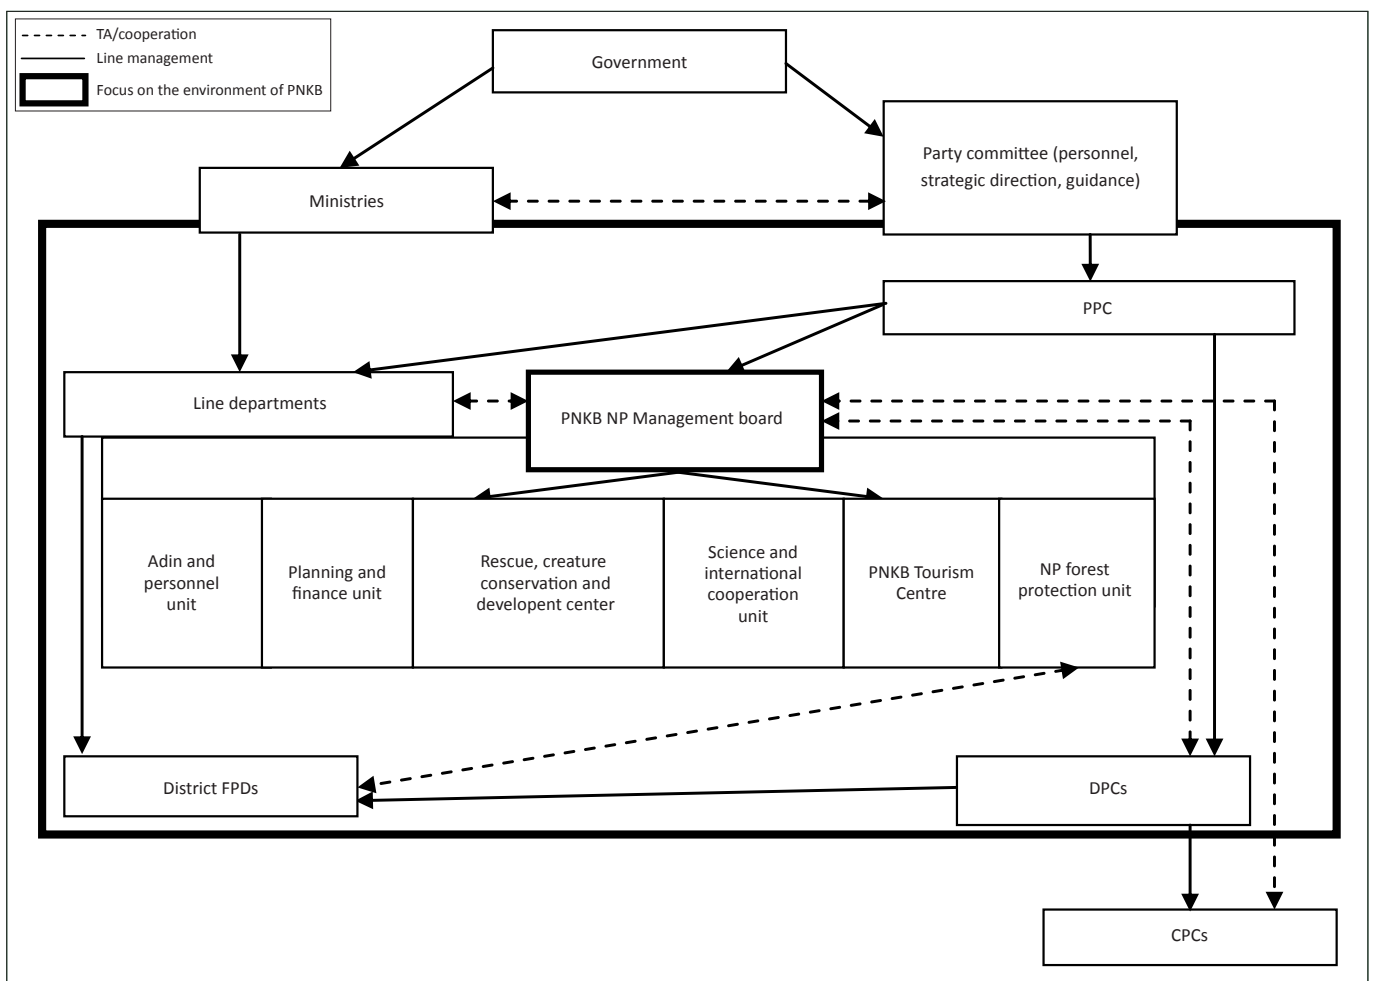 TA/cooperation
Line management
Focus on the environment of PNKB
Government
Party committee (personnel,
strategic direction, guidance)
Ministries
PPC
Line departments
PNKB NP Management board
Adin and
personnel
unit
Planning and
finance unit
Rescue, creature
conservation and
developent center
Science and
international
cooperation
unit
PNKB Tourism
Centre
NP forest
protection unit
District FPDs
DPCs
CPCs